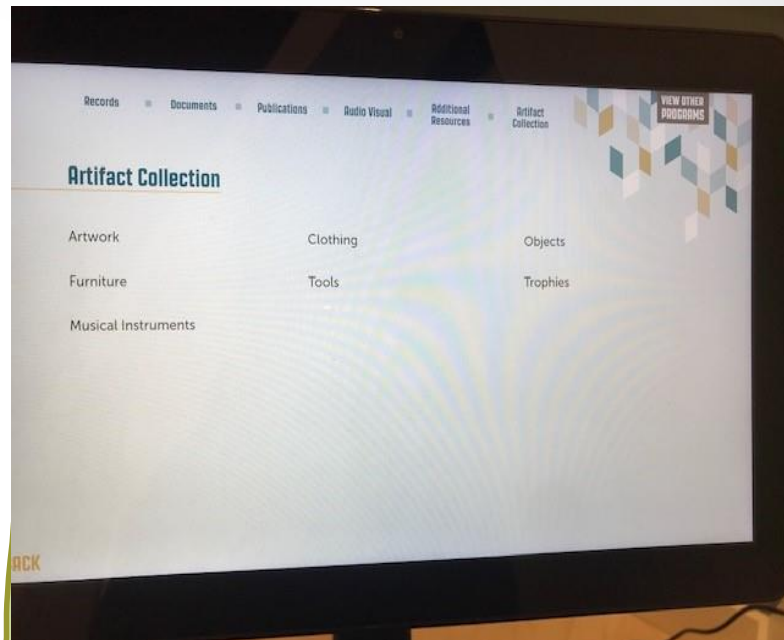 Records Documents Publications Audio Visual Additional Resources Artifact Collection
VIEW OTHER PROGRAMS
Artifact Collection
Artwork Clothing Objects
Furniture Tools Trophies
Musical Instruments
ACK